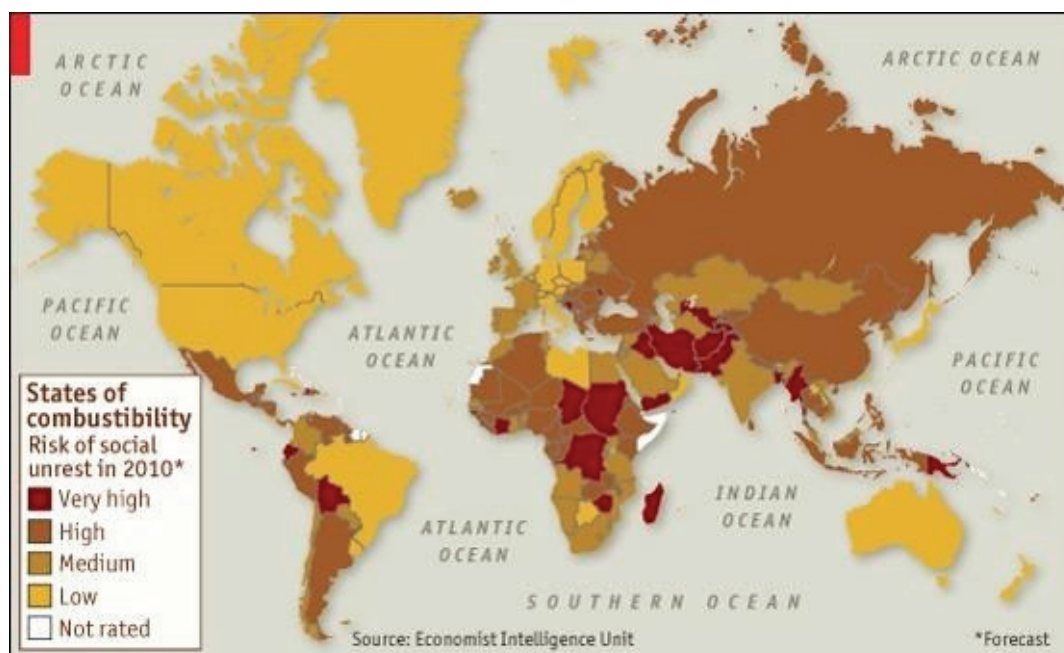 ARCTIC
OCEAN
ARCTIC OCEAN
PACIFIC
OCEAN
ATLANTIC
OCEAN
PACIFIC
OCEAN
States of
combustibility
Risk of social
unrest in 2010*
Very high
High
Medium
Low
Not rated
INDIAN
OCEAN
ATLANTIC
OCEAN
SOUTHERN OCEAN
Source: Economist Intelligence Unit
*Forecast